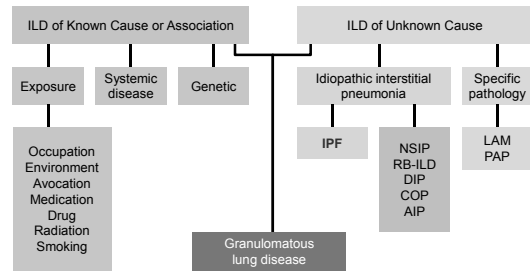 ILD of Known Cause or Association
ILD of Unknown Cause
Exposure
Systemic
disease
Genetic
Idiopathic interstitial
pneumonia
Specific
pathology
Occupation
Environment
Avocation
Medication
Drug
Radiation
Smoking
IPF
NSIP
RB-ILD
DIP
COP
AIP
LAM
PAP
Granulomatous
lung disease